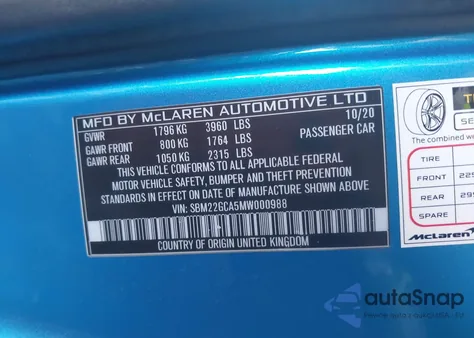 MFD BY McLAREN AUTOMOTIVE LTD 10/20
GVWR 1796 KG 3960 LBS PASSENGER CAR
GAWR FRONT 800 KG 1764 LBS
GAWR REAR 1050 KG 2315 LBS
THIS VEHICLE CONFORMS TO ALL APPLICABLE FEDERAL
MOTOR VEHICLE SAFETY, BUMPER AND THEFT PREVENTION
STANDARDS IN EFFECT ON DATE OF MANUFACTURE SHOWN ABOVE
VIN: SBM22GCA5MW000988
COUNTRY OF ORIGIN UNITED KINGDOM
The combined
TIRE
FRONT
REAR
SPARE
McLaren
autoSnap